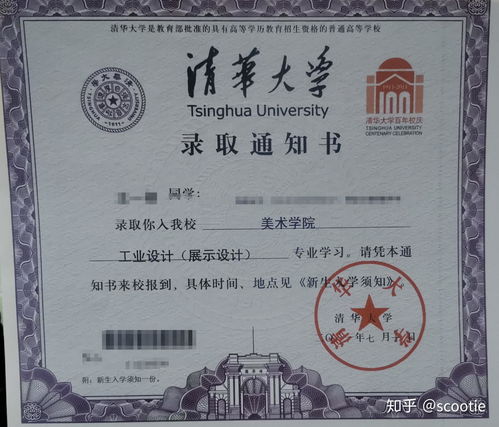 清华大学是教育部批准的具有高等学历教育招生资格的普通高等学校
清華大学
Tsinghua University
1911-2011
清华大学百年校庆
TSINGHUA UNIVERSITY
CENTENARY CELEBRATION
录取通知书
同学：
录取你入我校 美术学院
工业设计（展示设计） 专业学习。请凭本通
知书来校报到，具体时间、地点见《新生入学须知》
清华大学
年七月
附：新生入学须知一份。
知乎 @scootie